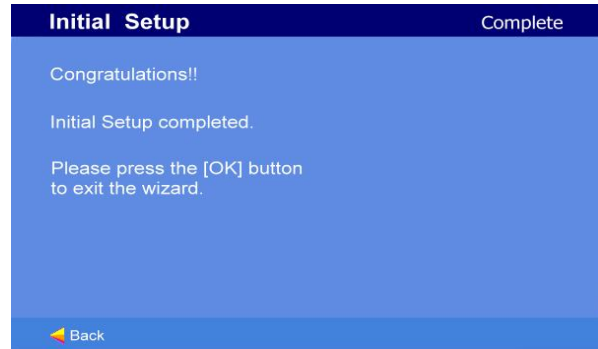 Initial Setup
Complete
Congratulations!!
Initial Setup completed.
Please press the [OK] button
to exit the wizard.
Back